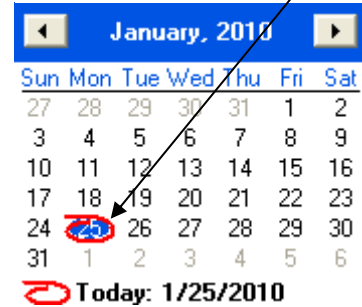 January, 2010
Sun Mon Tue Wed Thu Fri Sat
27 28 29 30 31 1 2
3 4 5 6 7 8 9
10 11 12 13 14 15 16
17 18 19 20 21 22 23
24 25 26 27 28 29 30
31 1 2 3 4 5 6
Today: 1/25/2010